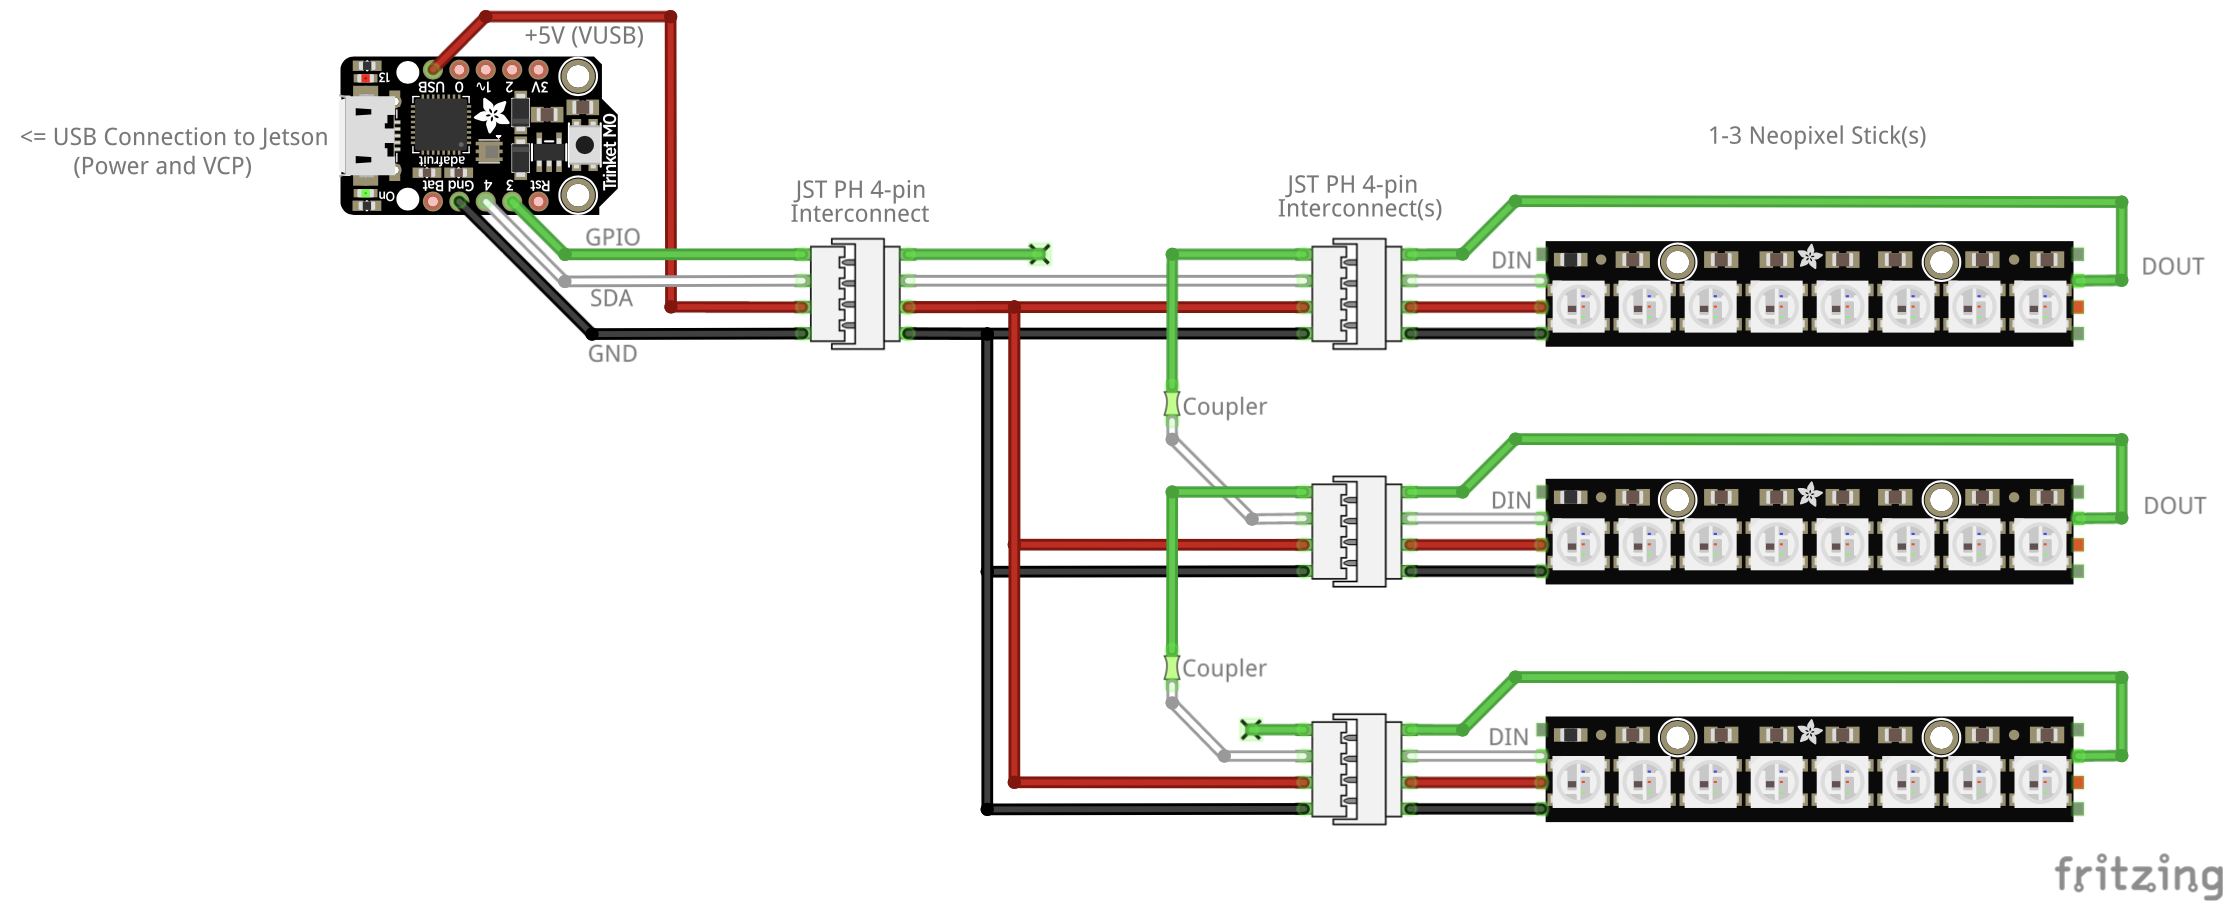 +5V (VUSB)
<= USB Connection to Jetson
(Power and VCP)
13
USB 0 1~ 2 3V
adafruit
Trinket M0
On
Bat Gnd 4 3 Rst
1-3 Neopixel Stick(s)
JST PH 4-pin
Interconnect
JST PH 4-pin
Interconnect(s)
GPIO
SDA
GND
DIN
DOUT
Coupler
DIN
DOUT
Coupler
DIN
fritzing